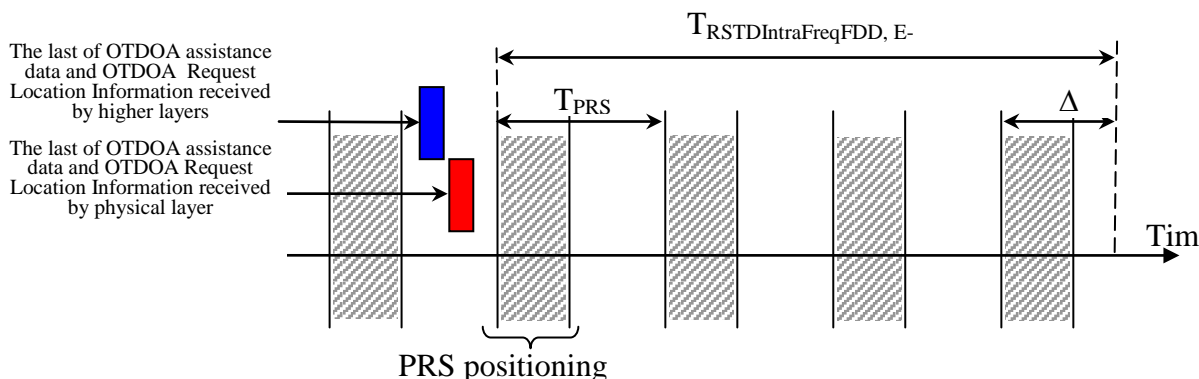 T_RSTDIntraFreqFDD, E-
The last of OTDOA assistance
data and OTDOA Request
Location Information received
by higher layers
T_PRS
Δ
The last of OTDOA assistance
data and OTDOA Request
Location Information received
by physical layer
Tim
PRS positioning